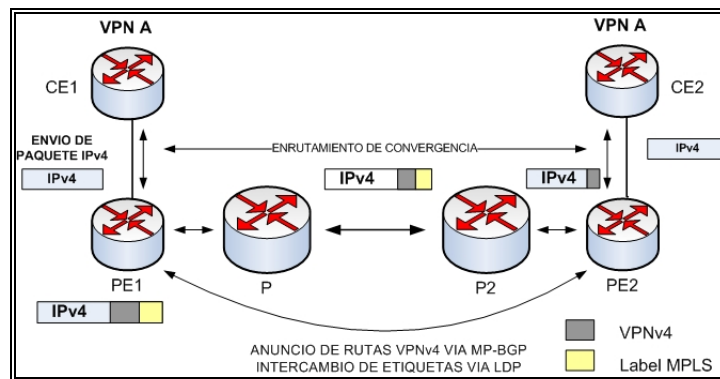 VPN A
VPN A
CE1
CE2
ENVIO DE
PAQUETE IPv4
ENRUTAMIENTO DE CONVERGENCIA
IPv4
IPv4
IPv4
IPv4
PE1
P
P2
PE2
IPv4
ANUNCIO DE RUTAS VPNv4 VIA MP-BGP
INTERCAMBIO DE ETIQUETAS VIA LDP
VPNv4
Label MPLS